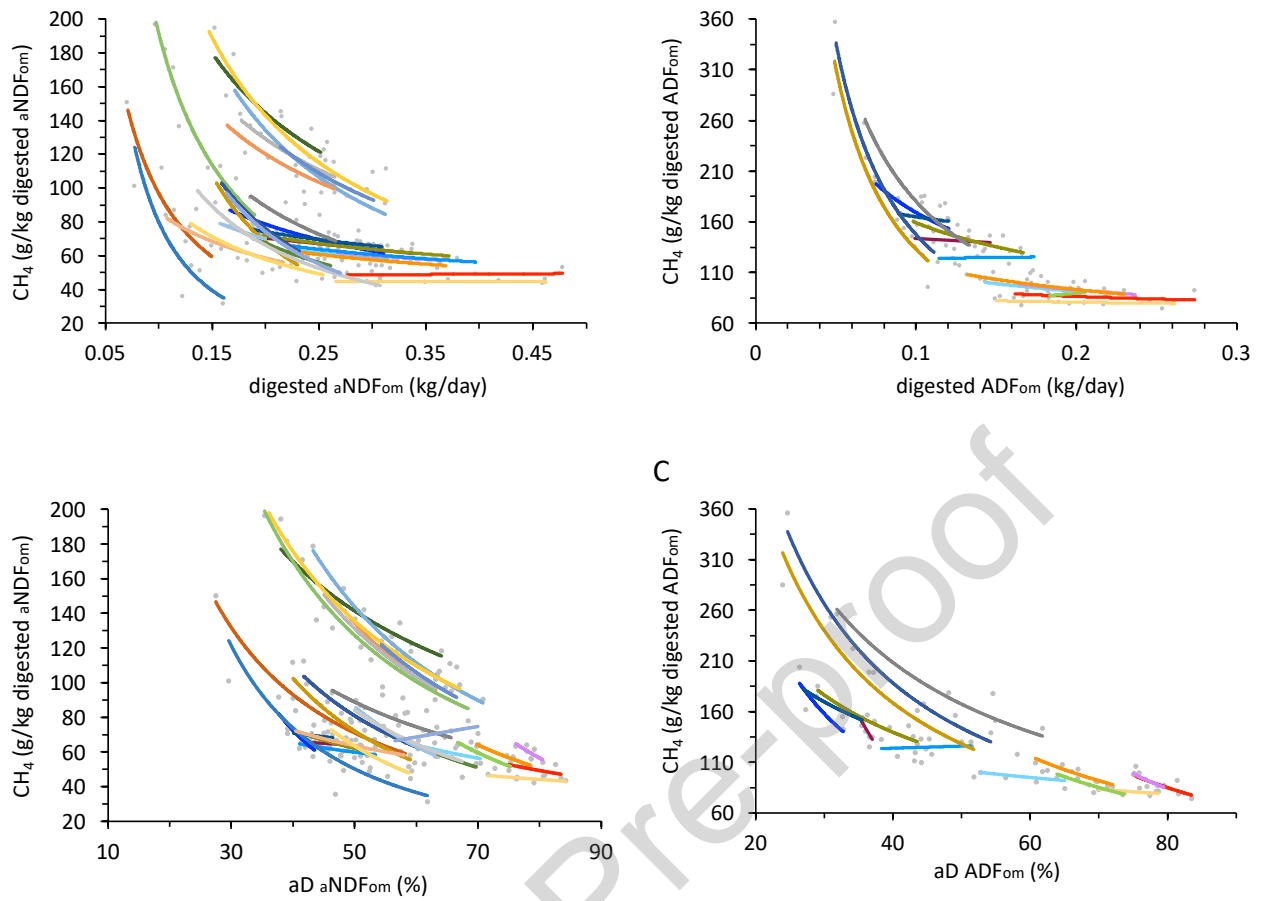 200
180
160
140
120
100
80
60
40
20
CH4 (g/kg digested aNDFom)
0.05 0.15 0.25 0.35 0.45
digested aNDFom (kg/day)
360
310
260
210
160
110
60
CH4 (g/kg digested ADFom)
0 0.1 0.2 0.3
digested ADFom (kg/day)
C
200
180
160
140
120
100
80
60
40
20
CH4 (g/kg digested aNDFom)
10 30 50 70 90
aD aNDFom (%)
360
310
260
210
160
110
60
CH4 (g/kg digested ADFom)
20 40 60 80
aD ADFom (%)
Pre-proof